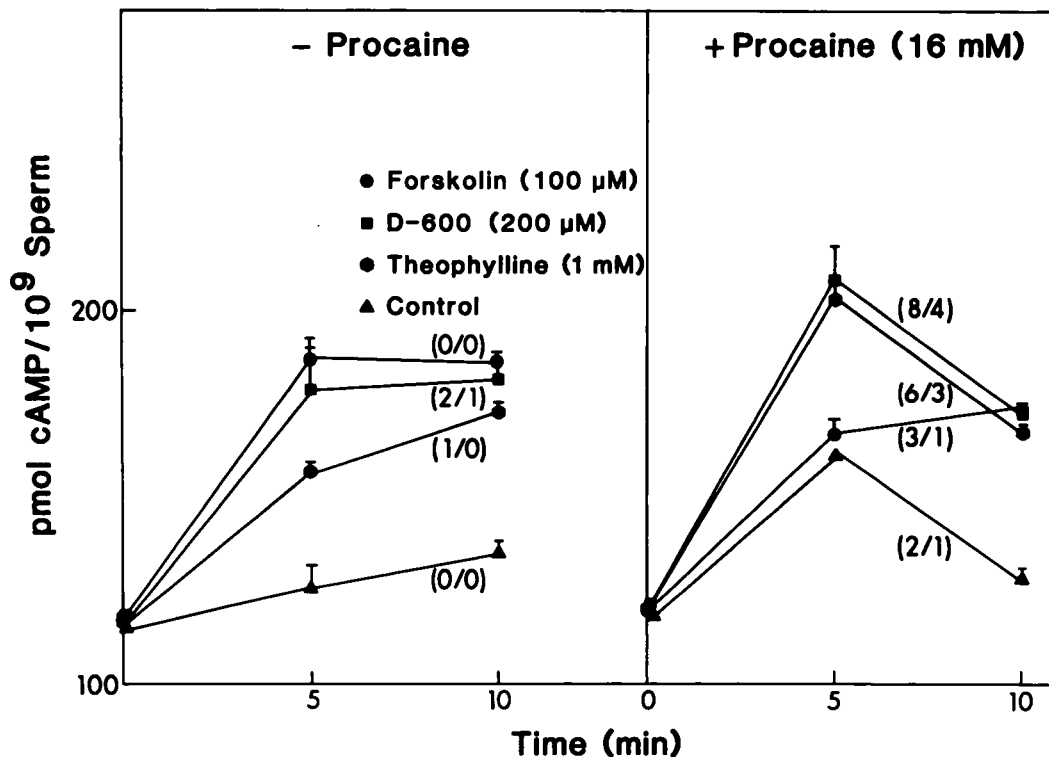 - Procaine
+ Procaine (16 mM)
pmol cAMP/10⁹ Sperm
Forskolin (100 µM)
D-600 (200 µM)
Theophylline (1 mM)
Control
200
100
(0/0)
(2/1)
(1/0)
(0/0)
(8/4)
(6/3)
(3/1)
(2/1)
5
10
0
5
10
Time (min)